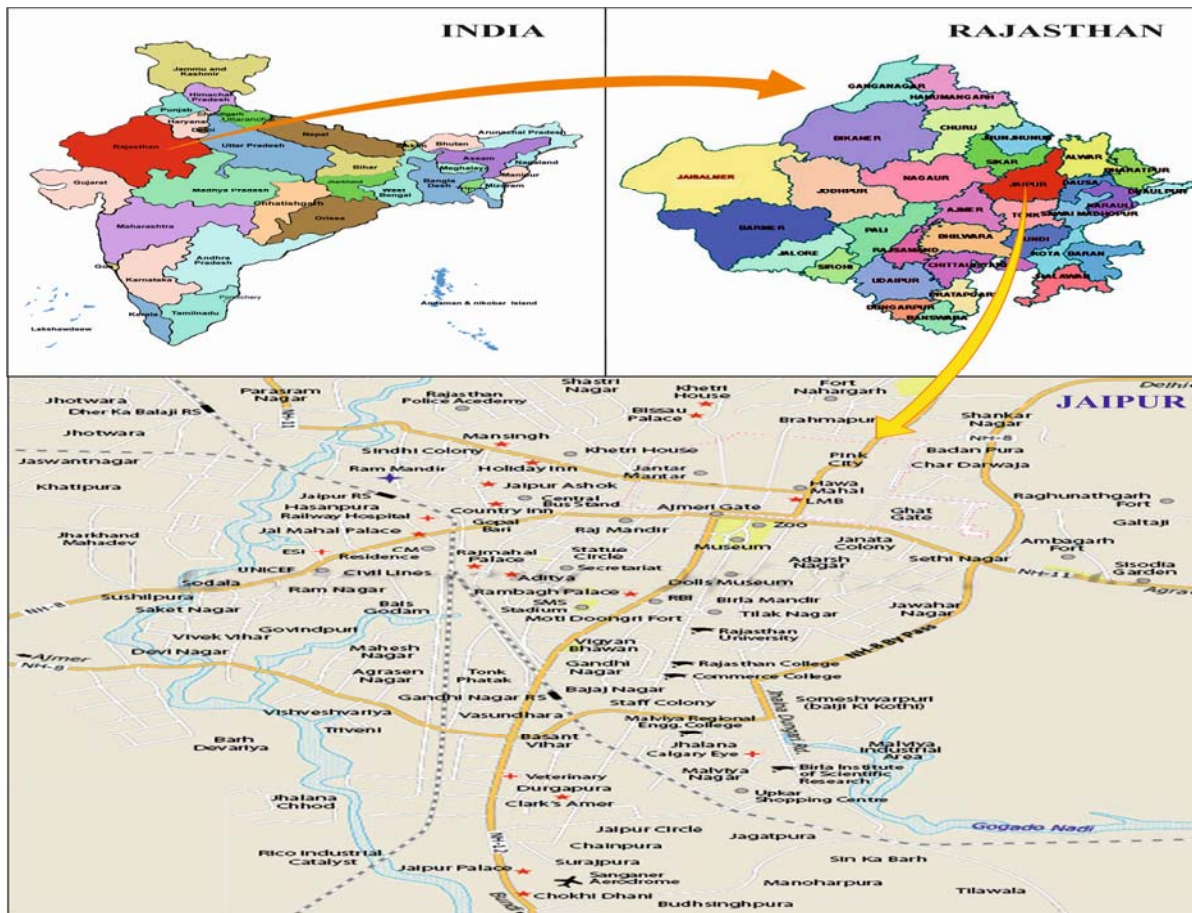 INDIA
Jammu and
Kashmir
Himachal
Pradesh
Punjab
Uttaranchal
Haryana
Delhi
Rajasthan
Uttar Pradesh
Nepal
Bihar
Bhutan
Arunachal Pradesh
Assam
Nagaland
Meghalaya
Manipur
Mizoram
Bangla
Desh
West
Bengal
Gujarat
Madhya Pradesh
Chhatishgarh
Orissa
Maharashtra
Andhra
Pradesh
Goa
Karnataka
Kerala
Tamilnadu
Lakshawdeew
Andaman & nikobar Island
RAJASTHAN
GANGANAGAR
HANUMANGARH
BIKANER
CHURU
JHUNJHUNU
SIKAR
ALWAR
BHARATPUR
JAISALMER
JODHPUR
NAGAUR
JAIPUR
DAUSA
DHAULPUR
KARAULI
SAWAI MADHOPUR
AJMER
TONK
BARMER
PALI
JALORE
RAJSAMAND
BHILWARA
BUNDI
KOTA
BARAN
SIROHI
UDAIPUR
JHALAWAR
PRATAPGARH
DUNGARPUR
BANSWARA
JAIPUR
Jhotwara
Dher Ka Balaji RS
Jhotwara
Jaswantnagar
Khatipura
Jharkhand
Mahadev
Parasram
Nagar
NH-11
Rajasthan
Police Acedemy
Shastri
Nagar
Khetri
House
Bissau
Palace
Fort
Nahargarh
Brahmapur
Delhi
Shankar
Nagar
NH-8
Badan Pura
Char Darwaja
Pink
City
Mansingh
Sindhi Colony
Holiday Inn
Khetri House
Jantar
Mantar
Ram Mandir
Jaipur Ashok
Hawa
Mahal
LMB
Raghunathgarh
Fort
Galtaji
Jaipur RS
Hasanpura
Railway Hospital
Central
Bus Stand
Country Inn
Ajmeri Gate
Ghat
Gate
Jal Mahal Palace
Gopal
Bari
Raj Mandir
Zoo
Museum
Janata
Colony
Ambagarh
Fort
ESI
CM
Residence
Rajmahal
Palace
Statue
Circle
Secretariat
Adarsh
Nagar
Sethi Nagar
Sisodia
Garden
UNICEF
Civil Lines
Aditya
Dolls Museum
NH-11
Agra
Sodala
Sushilpura
Ram Nagar
Rambagh Palace
RBI
Birla Mandir
Jawahar
Nagar
NH-8
Saket Nagar
Bais
Godam
SMS
Stadium
Tilak Nagar
Moti Doongri Fort
Govindpuri
Vivek Vihar
Devi Nagar
Rajasthan
University
Vigyan
Bhawan
NH-8 By Pass
Ajmer
NH-8
Mahesh
Nagar
Agrasen
Nagar
Tonk
Phatak
Gandhi
Nagar
Rajasthan College
Commerce College
Gandhi Nagar RS
Bajaj Nagar
Staff Colony
Someshwarpuri
(balji Ki Kothi)
Vishveshvariya
Triveni
Vasundhara
Malviya Regional
Engg. College
Barh
Devariya
Basant
Vihar
Jhalana
Calgary Eye
Malviya
Industrial
Area
Veterinary
Durgapura
Malviya
Nagar
Birla Institute
of Scientific
Research
Jhalana
Chhod
Clark's Amer
Upkar
Shopping Centre
Gogado Nadi
Jaipur Circle
Jagatpura
NH-12
Chainpura
Rico Industrial
Catalyst
Jaipur Palace
Surajpura
Sanganer
Aerodrome
Sin Ka Barh
Manoharpura
Tilawala
Chokhi Dhani
Budhsinghpura